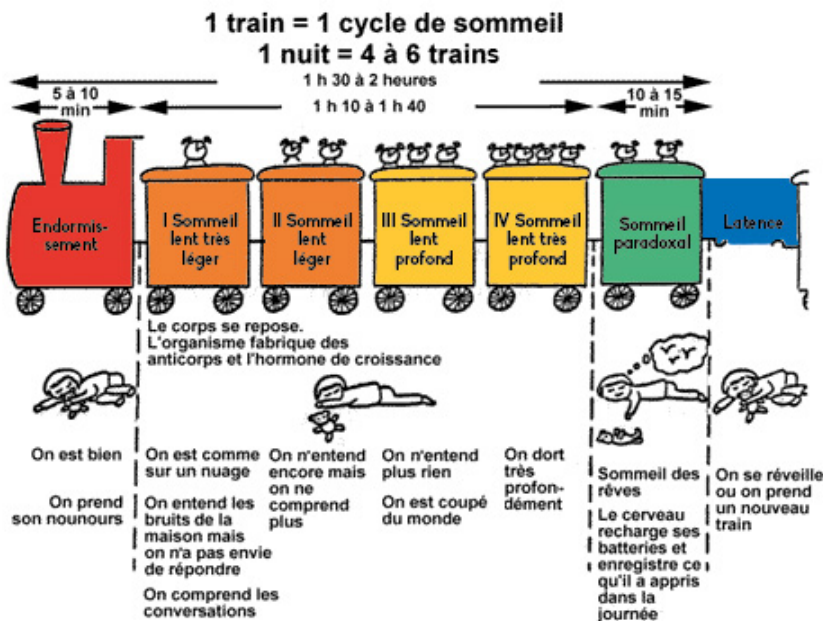 1 train = 1 cycle de sommeil
1 nuit = 4 à 6 trains
1 h 30 à 2 heures
5 à 10
min
1 h 10 à 1 h 40
10 à 15
min
Endormis-
sement
I Sommeil
lent très
léger
II Sommeil
lent
léger
III Sommeil
lent
profond
IV Sommeil
lent très
profond
Sommeil
paradoxal
Latence
Le corps se repose.
L'organisme fabrique des
anticorps et l'hormone de croissance
On est bien
On prend
son nounours
On est comme
sur un nuage
On entend les
bruits de la
maison mais
on n'a pas envie
de répondre
On comprend les
conversations
On n'entend
encore mais
on ne
comprend
plus
On n'entend
plus rien
On est coupé
du monde
On dort
très
profon-
dément
Sommeil des
rêves
Le cerveau
recharge ses
batteries et
enregistre ce
qu'il a appris
dans la
journée
On se réveille
ou on prend
un nouveau
train